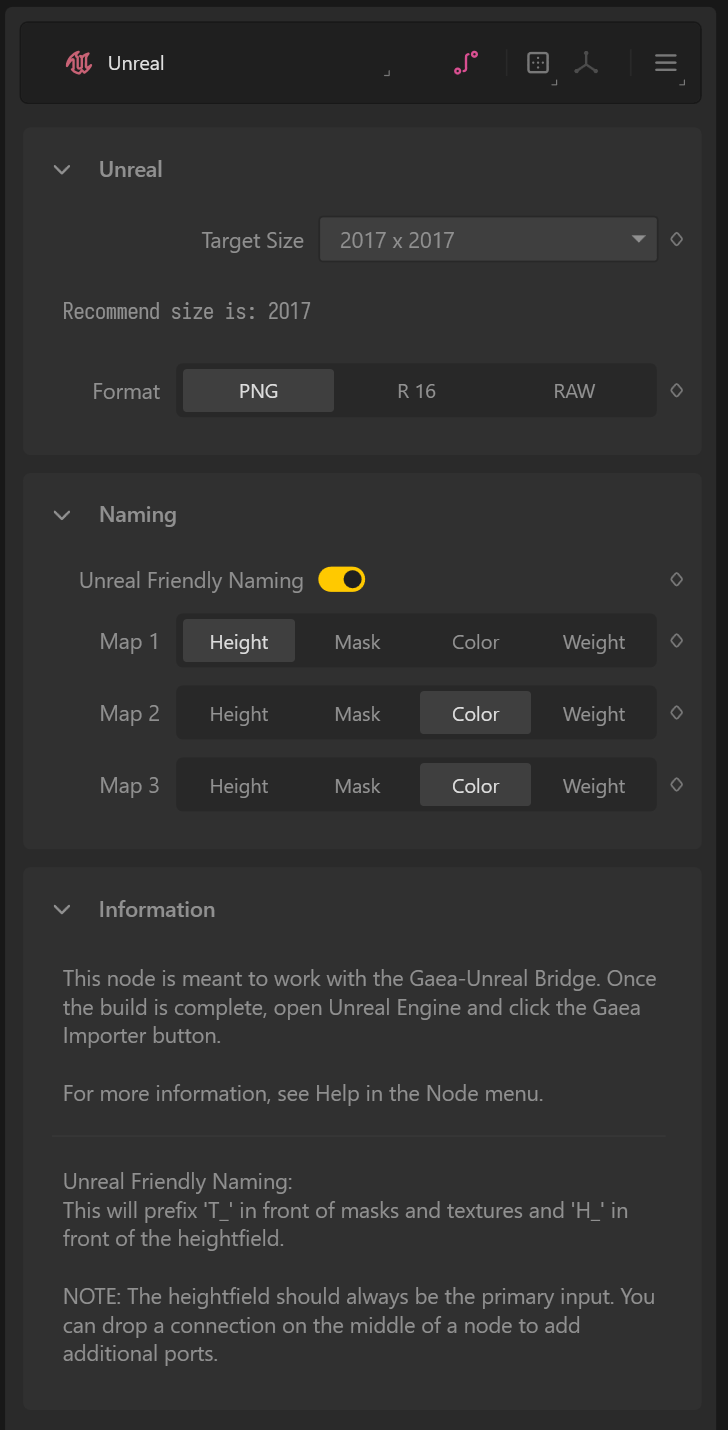 Unreal
Unreal
Target Size 2017 x 2017
Recommend size is: 2017
Format PNG R 16 RAW
Naming
Unreal Friendly Naming
Map 1 Height Mask Color Weight
Map 2 Height Mask Color Weight
Map 3 Height Mask Color Weight
Information
This node is meant to work with the Gaea-Unreal Bridge. Once
the build is complete, open Unreal Engine and click the Gaea
Importer button.
For more information, see Help in the Node menu.
Unreal Friendly Naming:
This will prefix 'T_' in front of masks and textures and 'H_' in
front of the heightfield.
NOTE: The heightfield should always be the primary input. You
can drop a connection on the middle of a node to add
additional ports.